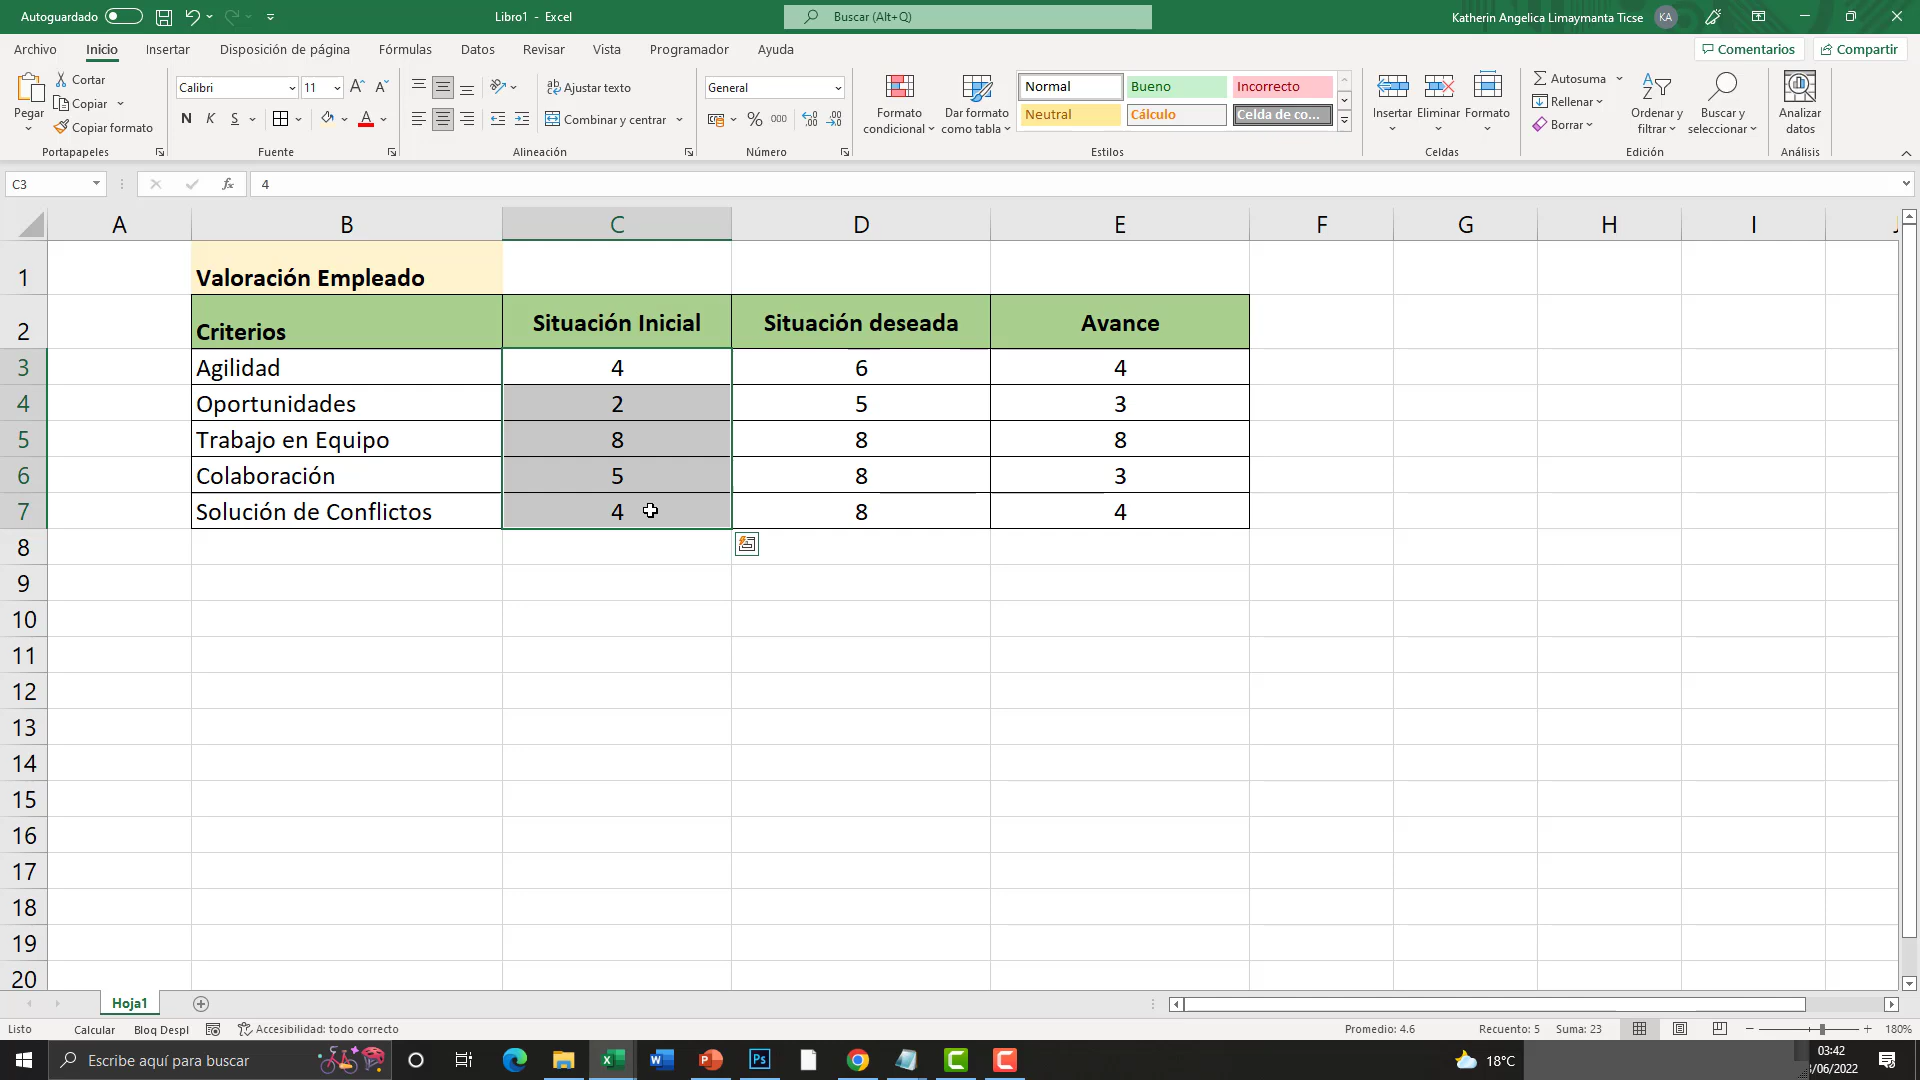 Autoguardado
Libro1 - Excel
Buscar (Alt+Q)
Katherin Angelica Limaymanta Ticse
KA
Archivo
Inicio
Insertar
Disposición de página
Fórmulas
Datos
Revisar
Vista
Programador
Ayuda
Comentarios
Compartir
Pegar
Cortar
Copiar
Copiar formato
Portapapeles
Calibri
11
N
K
S
Fuente
Ajustar texto
Combinar y centrar
Alineación
General
%
000
Número
Formato
condicional
Dar formato
como tabla
Normal
Bueno
Incorrecto
Neutral
Cálculo
Celda de co...
Estilos
Insertar
Eliminar
Formato
Celdas
Autosuma
Rellenar
Borrar
Ordenar y
filtrar
Buscar y
seleccionar
Edición
Analizar
datos
Análisis
C3
fx
4
A B C D E F G H I J
1 Valoración Empleado
2 Criterios Situación Inicial Situación deseada Avance
3 Agilidad 4 6 4
4 Oportunidades 2 5 3
5 Trabajo en Equipo 8 8 8
6 Colaboración 5 8 3
7 Solución de Conflictos 4 8 4
8
9
10
11
12
13
14
15
16
17
18
19
20
Hoja1
Listo
Calcular
Bloq Despl
Accesibilidad: todo correcto
Promedio: 4.6
Recuento: 5
Suma: 23
180%
Escribe aquí para buscar
18°C
03:42
/06/2022